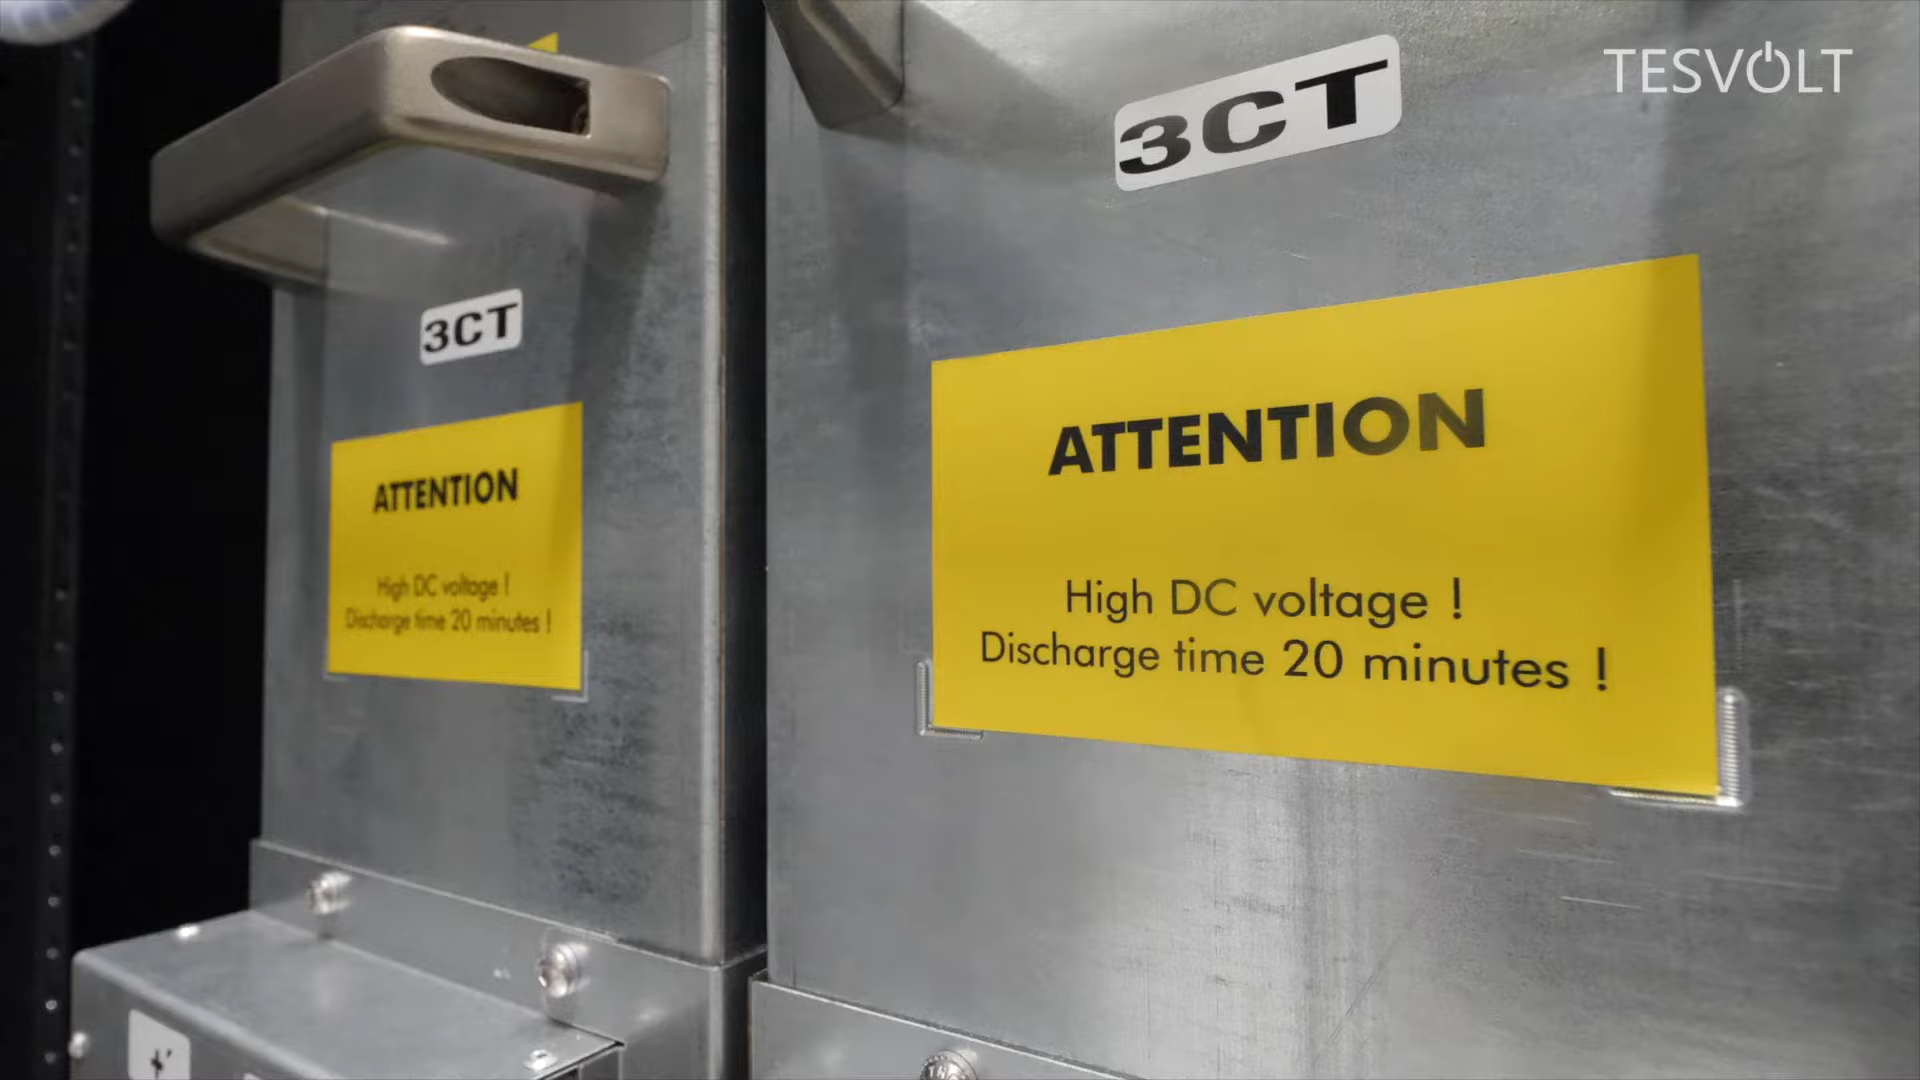 TESVOLT
3CT
ATTENTION
High DC voltage !
Discharge time 20 minutes !
3CT
ATTENTION
High DC voltage !
Discharge time 20 minutes !